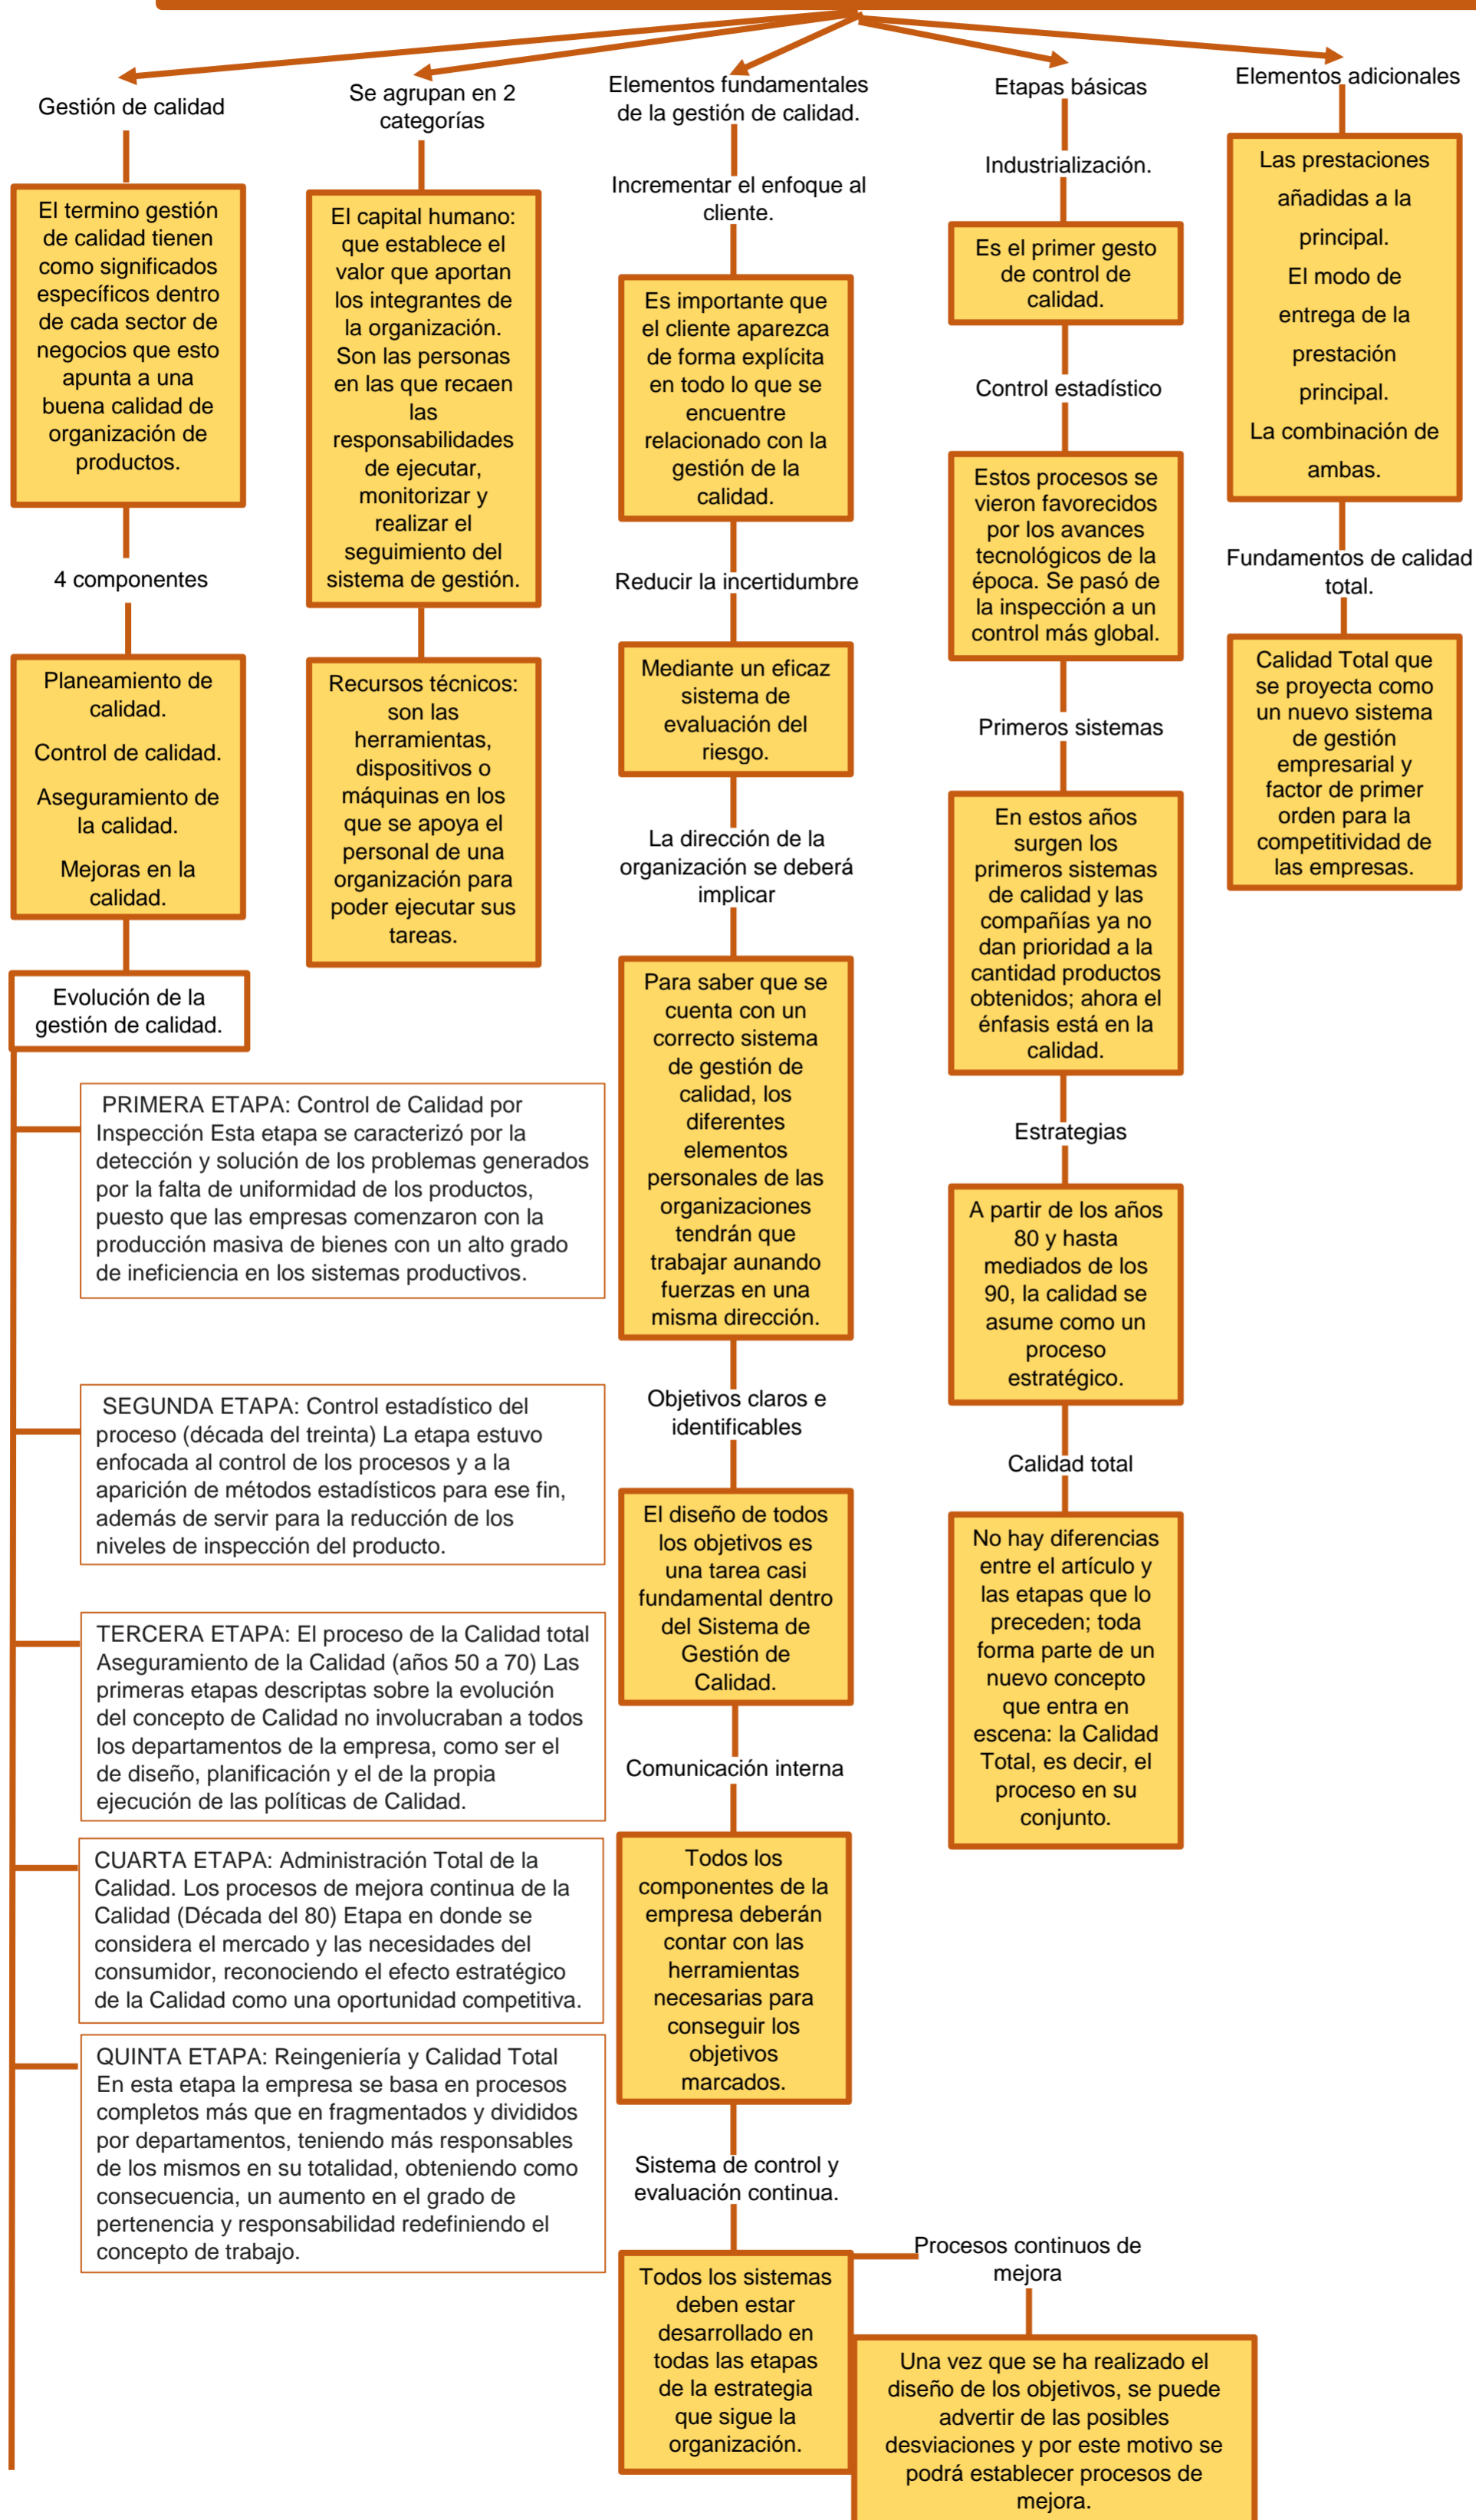 Gestión de calidad
El termino gestión
de calidad tienen
como significados
específicos dentro
de cada sector de
negocios que esto
apunta a una
buena calidad de
organización de
productos.
4 componentes
Planeamiento de
calidad.
Control de calidad.
Aseguramiento de
la calidad.
Mejoras en la
calidad.
Evolución de la
gestión de calidad.
PRIMERA ETAPA: Control de Calidad por
Inspección Esta etapa se caracterizó por la
detección y solución de los problemas generados
por la falta de uniformidad de los productos,
puesto que las empresas comenzaron con la
producción masiva de bienes con un alto grado
de ineficiencia en los sistemas productivos.
SEGUNDA ETAPA: Control estadístico del
proceso (década del treinta) La etapa estuvo
enfocada al control de los procesos y a la
aparición de métodos estadísticos para ese fin,
además de servir para la reducción de los
niveles de inspección del producto.
TERCERA ETAPA: El proceso de la Calidad total
Aseguramiento de la Calidad (años 50 a 70) Las
primeras etapas descriptas sobre la evolución
del concepto de Calidad no involucraban a todos
los departamentos de la empresa, como ser el
de diseño, planificación y el de la propia
ejecución de las políticas de Calidad.
CUARTA ETAPA: Administración Total de la
Calidad. Los procesos de mejora continua de la
Calidad (Década del 80) Etapa en donde se
considera el mercado y las necesidades del
consumidor, reconociendo el efecto estratégico
de la Calidad como una oportunidad competitiva.
QUINTA ETAPA: Reingeniería y Calidad Total
En esta etapa la empresa se basa en procesos
completos más que en fragmentados y divididos
por departamentos, teniendo más responsables
de los mismos en su totalidad, obteniendo como
consecuencia, un aumento en el grado de
pertenencia y responsabilidad redefiniendo el
concepto de trabajo.
Se agrupan en 2
categorías
El capital humano:
que establece el
valor que aportan
los integrantes de
la organización.
Son las personas
en las que recaen
las
responsabilidades
de ejecutar,
monitorizar y
realizar el
seguimiento del
sistema de gestión.
Recursos técnicos:
son las
herramientas,
dispositivos o
máquinas en los
que se apoya el
personal de una
organización para
poder ejecutar sus
tareas.
Elementos fundamentales
de la gestión de calidad.
Incrementar el enfoque al
cliente.
Es importante que
el cliente aparezca
de forma explícita
en todo lo que se
encuentre
relacionado con la
gestión de la
calidad.
Reducir la incertidumbre
Mediante un eficaz
sistema de
evaluación del
riesgo.
La dirección de la
organización se deberá
implicar
Para saber que se
cuenta con un
correcto sistema
de gestión de
calidad, los
diferentes
elementos
personales de las
organizaciones
tendrán que
trabajar aunando
fuerzas en una
misma dirección.
Objetivos claros e
identificables
El diseño de todos
los objetivos es
una tarea casi
fundamental dentro
del Sistema de
Gestión de
Calidad.
Comunicación interna
Todos los
componentes de la
empresa deberán
contar con las
herramientas
necesarias para
conseguir los
objetivos
marcados.
Sistema de control y
evaluación continua.
Todos los sistemas
deben estar
desarrollado en
todas las etapas
de la estrategia
que sigue la
organización.
Procesos continuos de
mejora
Una vez que se ha realizado el
diseño de los objetivos, se puede
advertir de las posibles
desviaciones y por este motivo se
podrá establecer procesos de
mejora.
Etapas básicas
Industrialización.
Es el primer gesto
de control de
calidad.
Control estadístico
Estos procesos se
vieron favorecidos
por los avances
tecnológicos de la
época. Se pasó de
la inspección a un
control más global.
Primeros sistemas
En estos años
surgen los
primeros sistemas
de calidad y las
compañías ya no
dan prioridad a la
cantidad productos
obtenidos; ahora el
énfasis está en la
calidad.
Estrategias
A partir de los años
80 y hasta
mediados de los
90, la calidad se
asume como un
proceso
estratégico.
Calidad total
No hay diferencias
entre el artículo y
las etapas que lo
preceden; toda
forma parte de un
nuevo concepto
que entra en
escena: la Calidad
Total, es decir, el
proceso en su
conjunto.
Elementos adicionales
Las prestaciones
añadidas a la
principal.
El modo de
entrega de la
prestación
principal.
La combinación de
ambas.
Fundamentos de calidad
total.
Calidad Total que
se proyecta como
un nuevo sistema
de gestión
empresarial y
factor de primer
orden para la
competitividad de
las empresas.